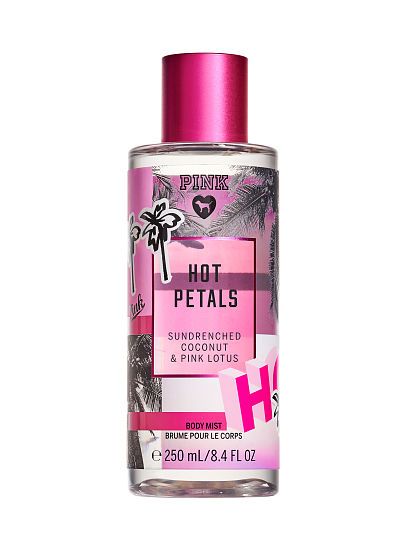 PINK
HOT
PETALS
SUNDRENCHED
COCONUT
& PINK LOTUS
BODY MIST
BRUME POUR LE CORPS
℮ 250 mL/8.4 FL OZ